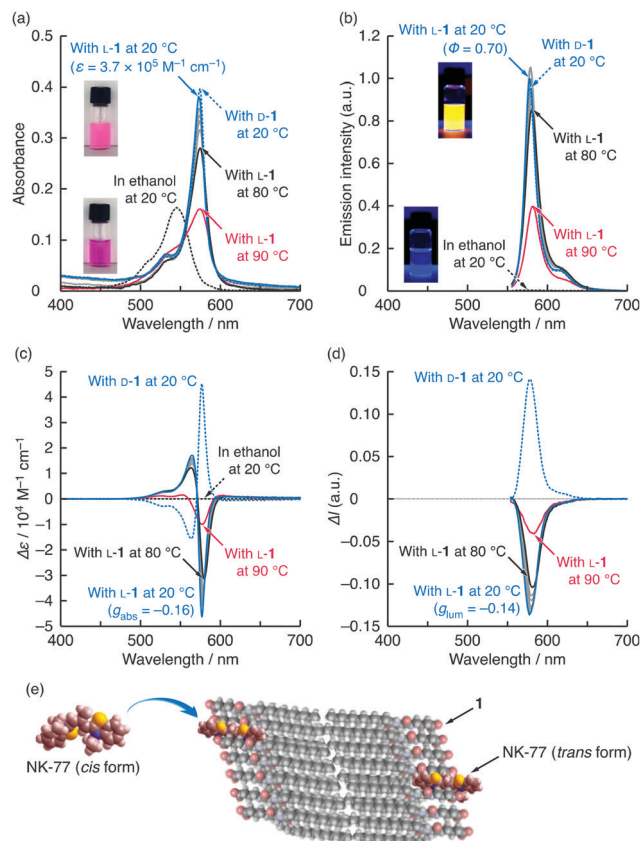 (a)
With L-1 at 20 °C
(ε = 3.7 × 10⁵ M⁻¹ cm⁻¹)
With D-1
at 20 °C
With L-1
at 80 °C
In ethanol
at 20 °C
With L-1
at 90 °C
Absorbance
0.5
0.4
0.3
0.2
0.1
0
400
500
600
700
Wavelength / nm
(b)
With L-1 at 20 °C
(Φ = 0.70)
With D-1
at 20 °C
With L-1
at 80 °C
With L-1
at 90 °C
In ethanol
at 20 °C
Emission intensity (a.u.)
1.2
1.0
0.8
0.6
0.4
0.2
0
400
500
600
700
Wavelength / nm
(c)
With D-1 at 20 °C
In ethanol
at 20 °C
With L-1 at 80 °C
With L-1
at 90 °C
With L-1 at 20 °C
(gabs = −0.16)
Δε / 10⁴ M⁻¹ cm⁻¹
5
4
3
2
1
0
−1
−2
−3
−4
−5
400
500
600
700
Wavelength / nm
(d)
With D-1 at 20 °C
With L-1 at 80 °C
With L-1
at 90 °C
With L-1 at 20 °C
(glum = −0.14)
ΔI (a.u.)
0.15
0.10
0.05
0
−0.05
−0.10
−0.15
400
500
600
700
Wavelength / nm
(e)
1
NK-77 (cis form)
NK-77
(trans form)